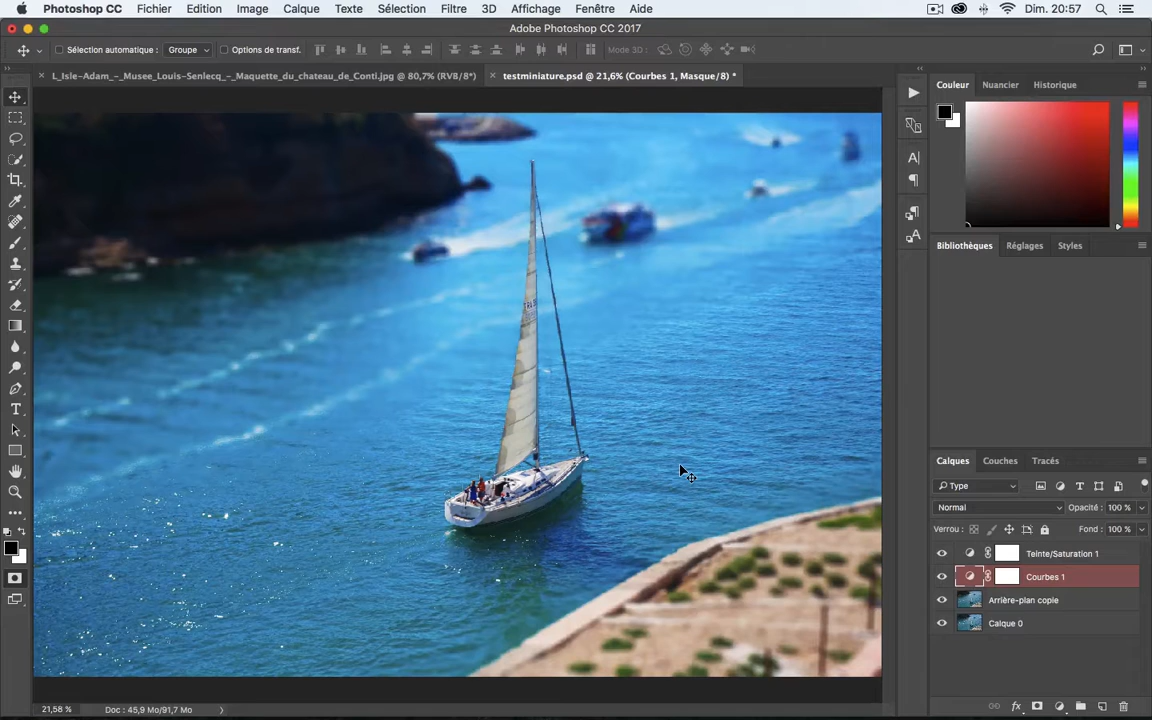 Photoshop CC Fichier Edition Image Calque Texte Sélection Filtre 3D Affichage Fenêtre Aide Dim. 20:57
Adobe Photoshop CC 2017
Sélection automatique : Groupe Options de transf. Mode 3D :
L_Isle-Adam_-_Musee_Louis-Senlecq_-_Maquette_du_chateau_de_Conti.jpg @ 80,7% (RVB/8*)
testminiature.psd @ 21,6% (Courbes 1, Masque/8) *
Couleur Nuancier Historique
Bibliothèques Réglages Styles
Calques Couches Tracés
Type
Normal Opacité : 100 %
Verrou : Fond : 100 %
Teinte/Saturation 1
Courbes 1
Arrière-plan copie
Calque 0
21,58 % Doc : 45,9 Mo/91,7 Mo